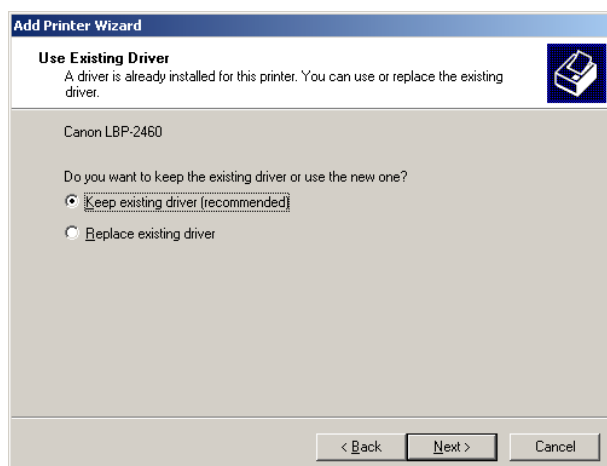 Add Printer Wizard
Use Existing Driver
A driver is already installed for this printer. You can use or replace the existing
driver.
Canon LBP-2460
Do you want to keep the existing driver or use the new one?
Keep existing driver (recommended)
Replace existing driver
< Back Next > Cancel